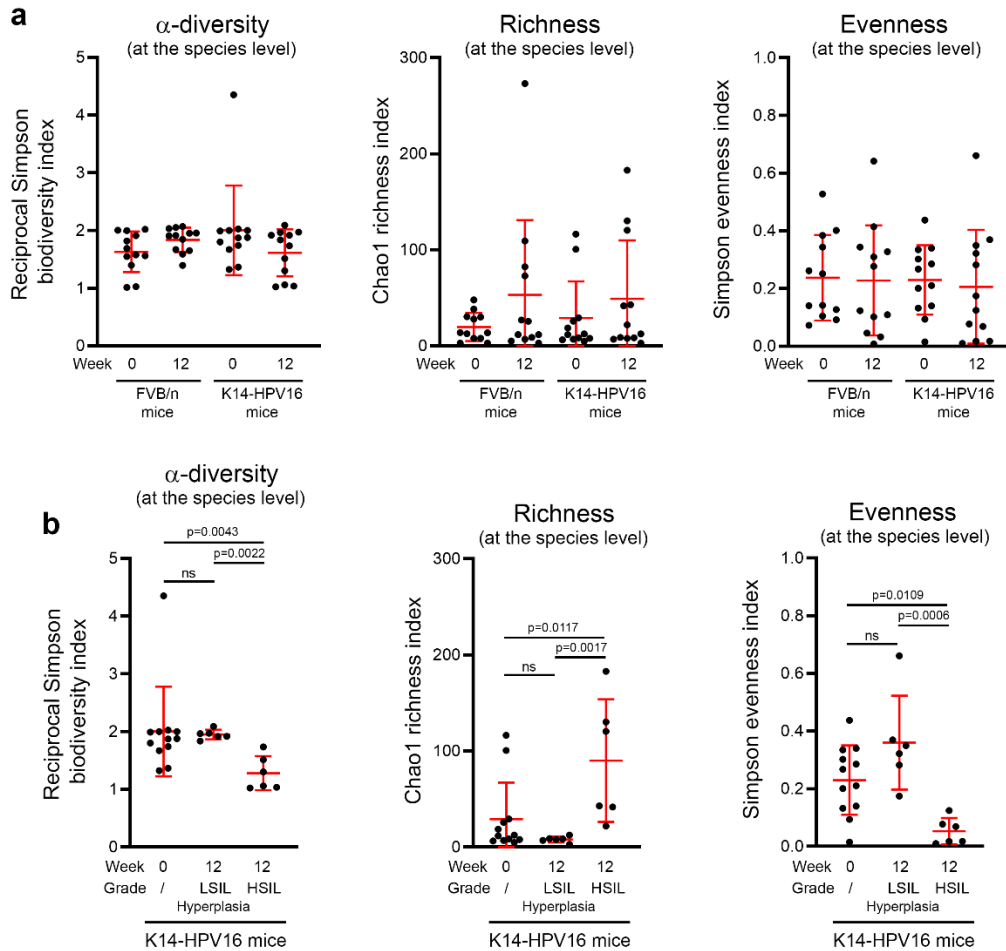 a
α-diversity
(at the species level)
Reciprocal Simpson
biodiversity index
5
4
3
2
1
0
Week 0 12 0 12
FVB/n
mice
K14-HPV16
mice
Richness
(at the species level)
Chao1 richness index
300
200
100
0
Week 0 12 0 12
FVB/n
mice
K14-HPV16
mice
Evenness
(at the species level)
Simpson evenness index
1.0
0.8
0.6
0.4
0.2
0.0
Week 0 12 0 12
FVB/n
mice
K14-HPV16
mice
b
α-diversity
(at the species level)
p=0.0043
p=0.0022
ns
Reciprocal Simpson
biodiversity index
5
4
3
2
1
0
Week 0 12 12
Grade / LSIL HSIL
Hyperplasia
K14-HPV16 mice
Richness
(at the species level)
p=0.0117
p=0.0017
ns
Chao1 richness index
300
200
100
0
Week 0 12 12
Grade / LSIL HSIL
Hyperplasia
K14-HPV16 mice
Evenness
(at the species level)
p=0.0109
p=0.0006
ns
Simpson evenness index
1.0
0.8
0.6
0.4
0.2
0.0
Week 0 12 12
Grade / LSIL HSIL
Hyperplasia
K14-HPV16 mice